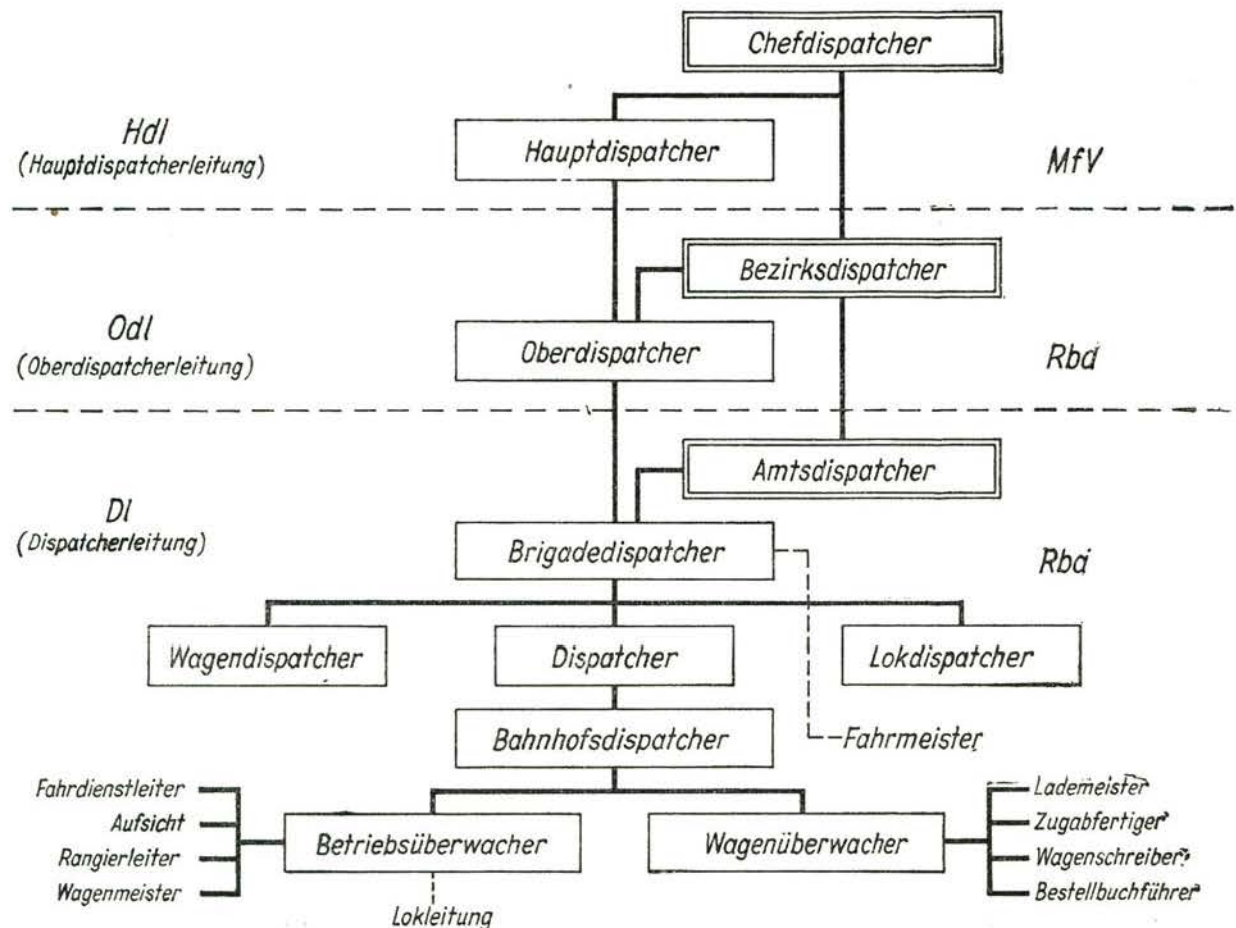 Chefdispatcher
Hdl
(Hauptdispatcherleitung)
Hauptdispatcher
MfV
Bezirksdispatcher
Odl
(Oberdispatcherleitung)
Oberdispatcher
Rbd
Amtsdispatcher
Dl
(Dispatcherleitung)
Brigadedispatcher
Rbd
Wagendispatcher
Dispatcher
Lokdispatcher
Bahnhofsdispatcher
Fahrmeister
Fahrdienstleiter
Aufsicht
Rangierleiter
Wagenmeister
Betriebsüberwacher
Wagenüberwacher
Lademeister
Zugabfertiger
Wagenschreiber
Bestellbuchführer
Lokleitung